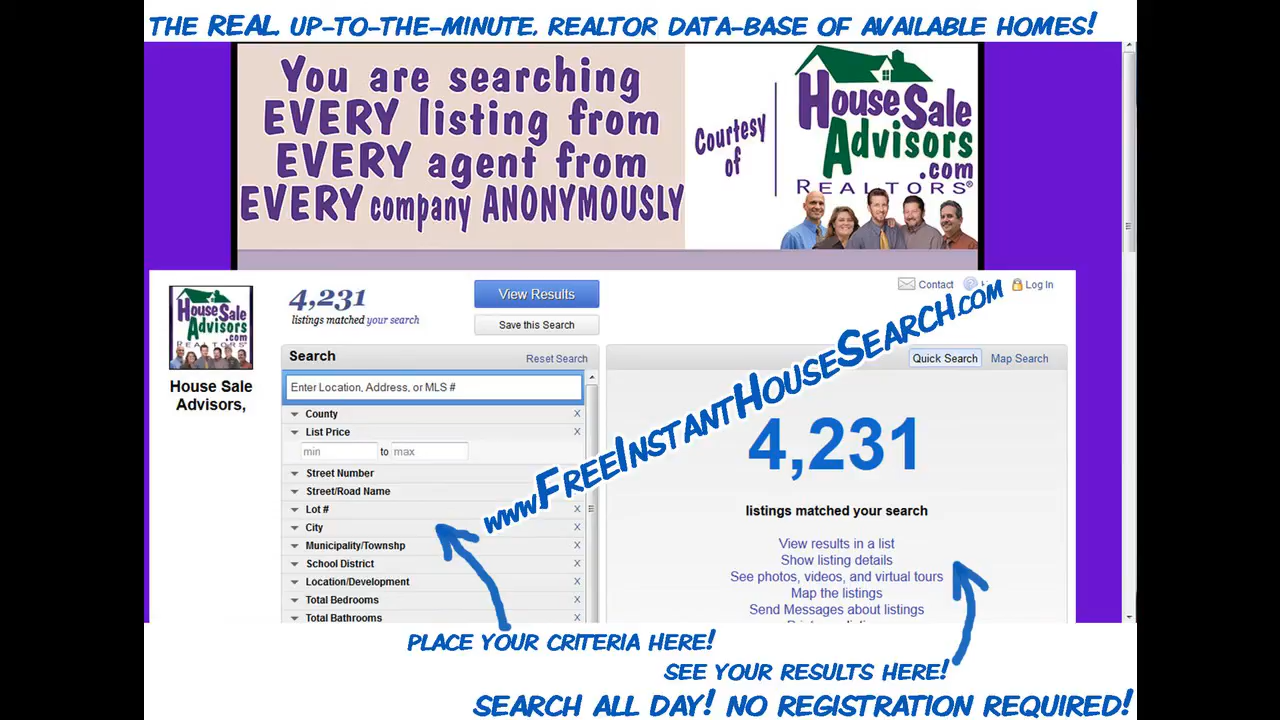 THE REAL, UP-TO-THE-MINUTE, REALTOR DATA-BASE OF AVAILABLE HOMES!
You are searching
EVERY listing from
EVERY agent from
EVERY company ANONYMOUSLY
Courtesy
of
HouseSale
Advisors
.com
REALTORS®
4,231
listings matched your search
View Results
Save this Search
Contact
Log In
HouseSale
Advisors
.com
REALTORS®
House Sale
Advisors,
Search
Reset Search
Quick Search
Map Search
Enter Location, Address, or MLS #
County X
List Price X
min to max
Street Number
Street/Road Name
Lot # X
City
Municipality/Townshp X
School District X
Location/Development X
Total Bedrooms X
Total Bathrooms X
www.FreeInstantHouseSearch.com
4,231
listings matched your search
View results in a list
Show listing details
See photos, videos, and virtual tours
Map the listings
Send Messages about listings
PLACE YOUR CRITERIA HERE!
SEE YOUR RESULTS HERE!
SEARCH ALL DAY! NO REGISTRATION REQUIRED!